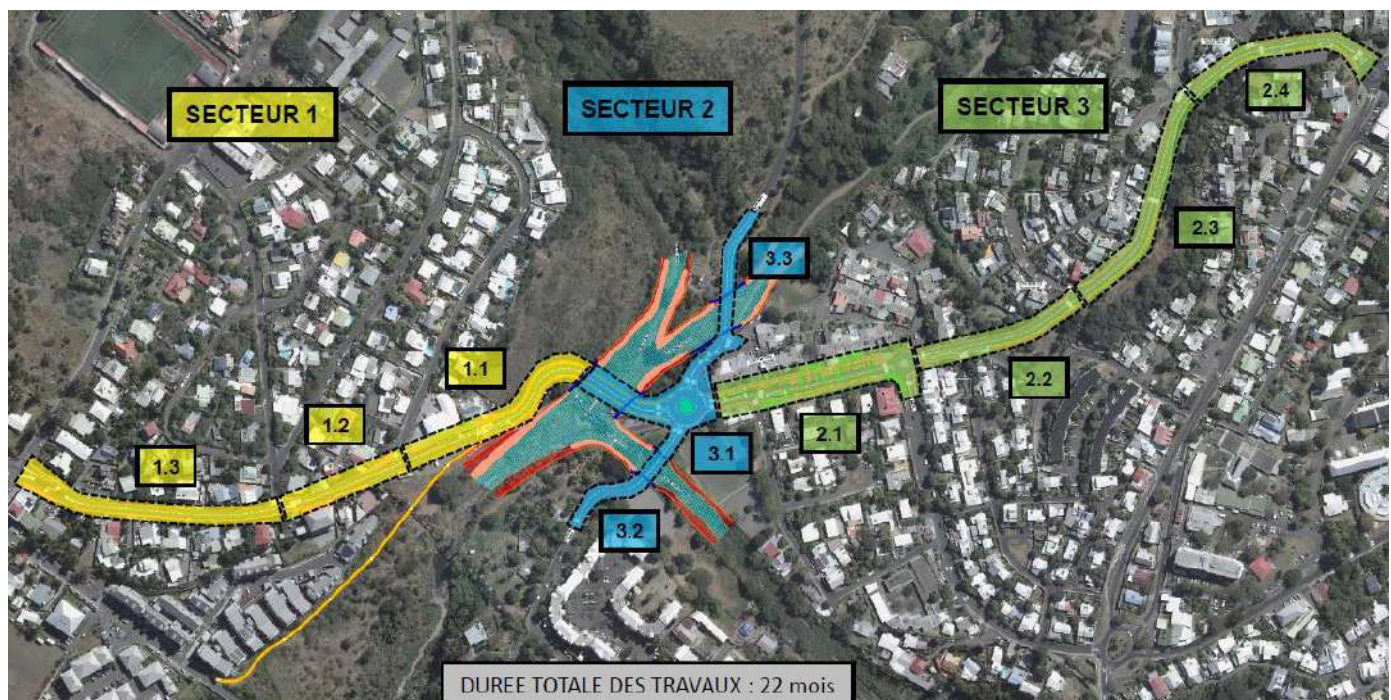 SECTEUR 1
SECTEUR 2
SECTEUR 3
2.4
2.3
3.3
1.1
2.2
1.2
2.1
3.1
1.3
3.2
DUREE TOTALE DES TRAVAUX : 22 mois